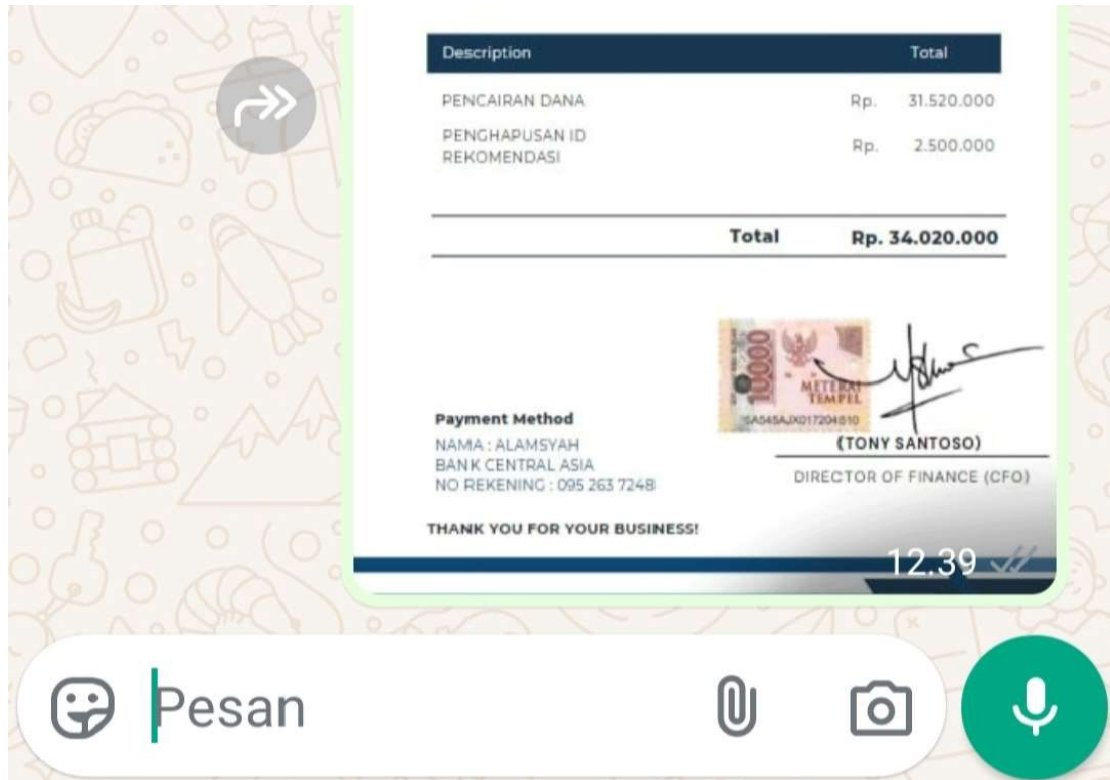 Description Total
PENCAIRAN DANA Rp. 31.520.000
PENGHAPUSAN ID
REKOMENDASI Rp. 2.500.000
Total Rp. 34.020.000
10000
METERAI
TEMPEL
Payment Method
NAMA : ALAMSYAH
BANK CENTRAL ASIA
NO REKENING : 095 263 7248
(TONY SANTOSO)
DIRECTOR OF FINANCE (CFO)
THANK YOU FOR YOUR BUSINESS!
12.39
Pesan